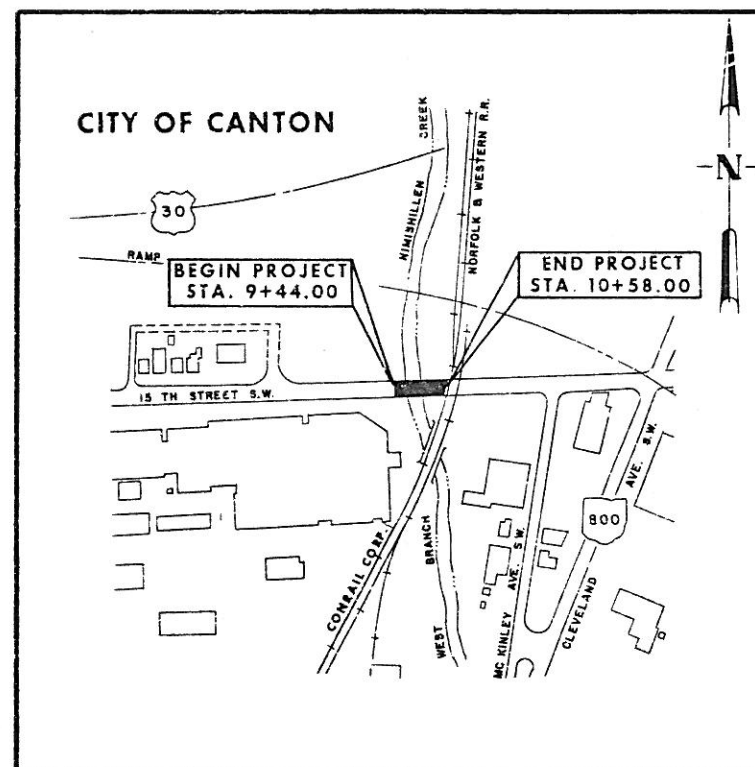 CITY OF CANTON
30
RAMP
NIMISHILLEN
CREEK
NORFOLK & WESTERN R.R.
N
BEGIN PROJECT
STA. 9+44.00
END PROJECT
STA. 10+58.00
15 TH STREET S.W.
CONRAIL CORP.
WEST
BRANCH
MC KINLEY AVE. S.W.
CLEVELAND
AVE. S.W.
800